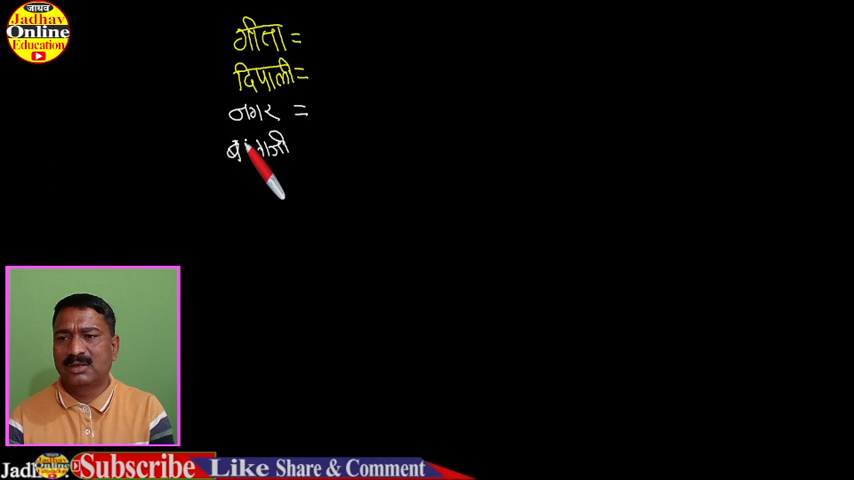 जाधव
Jadhav
Online
Education
गीता =
दिपाली =
नगर =
Subscribe Like Share & Comment